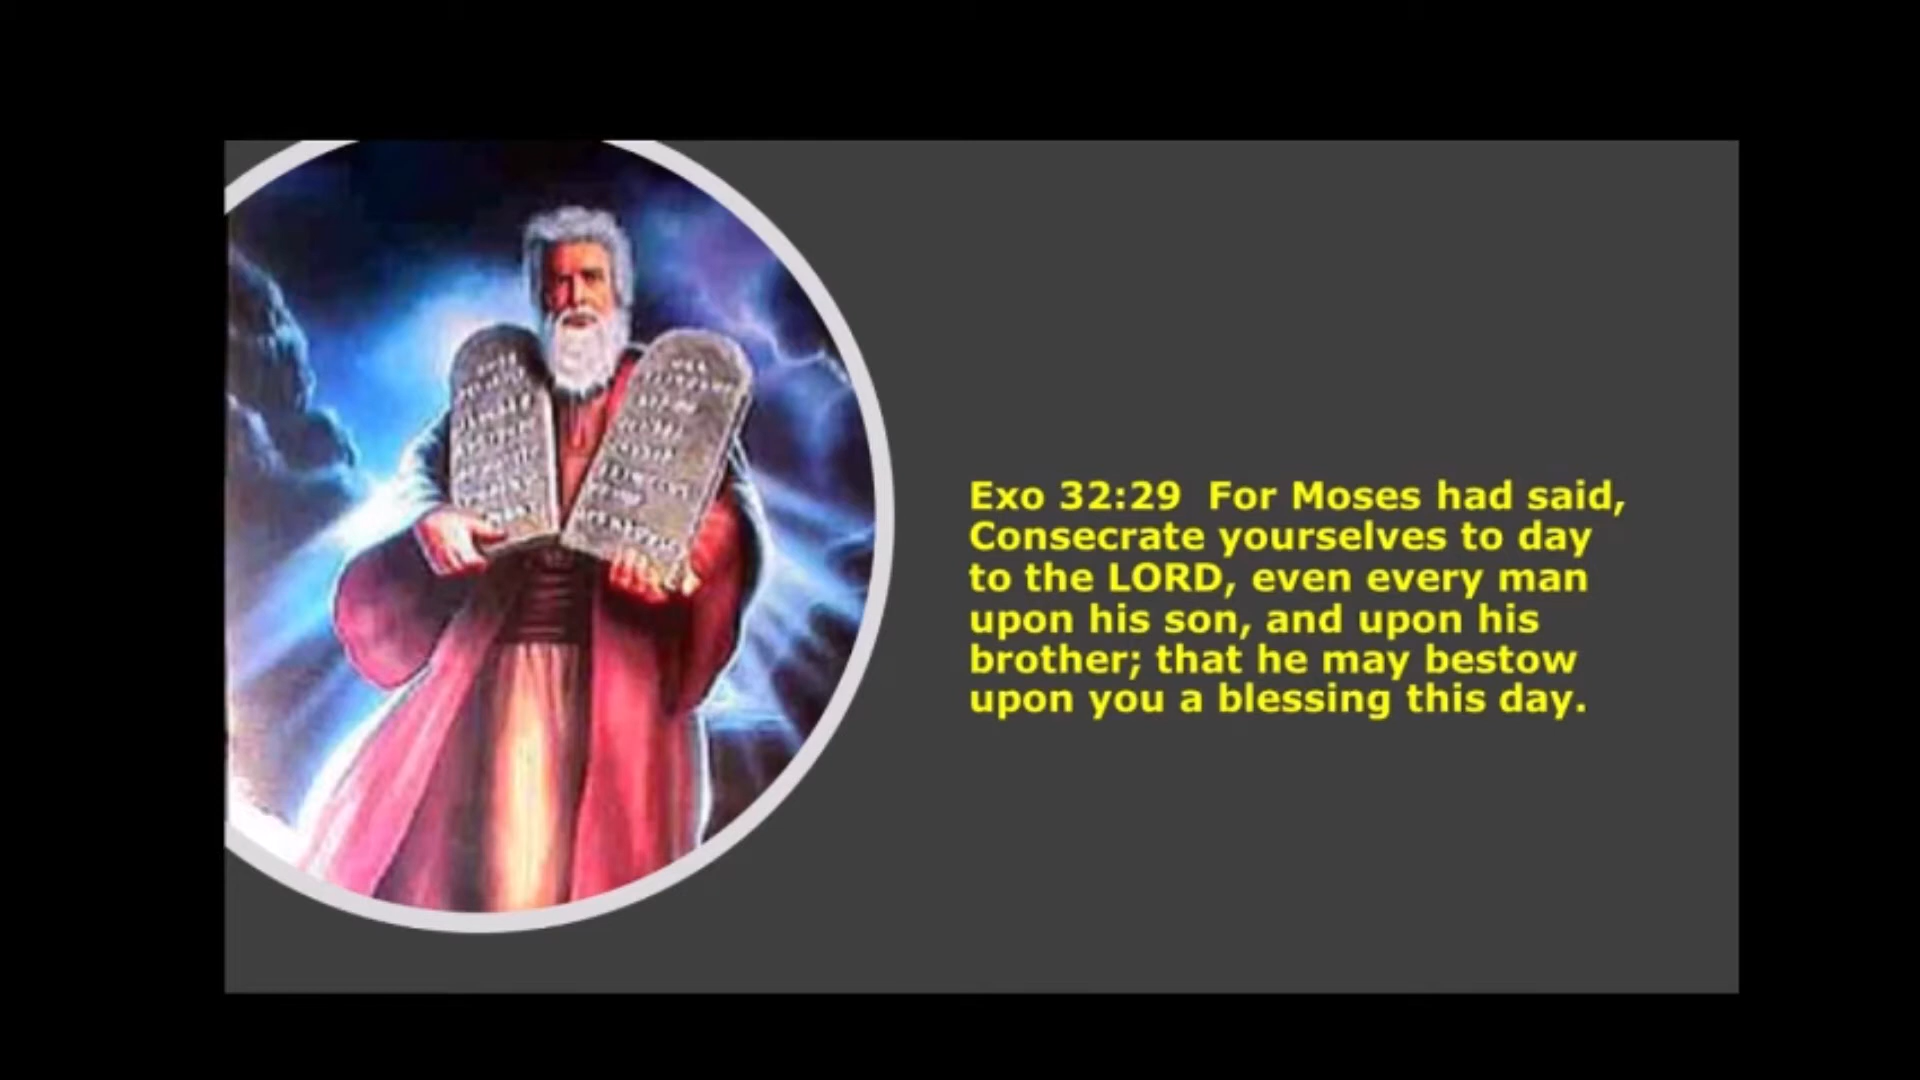 Exo 32:29  For Moses had said,
Consecrate yourselves to day
to the LORD, even every man
upon his son, and upon his
brother; that he may bestow
upon you a blessing this day.